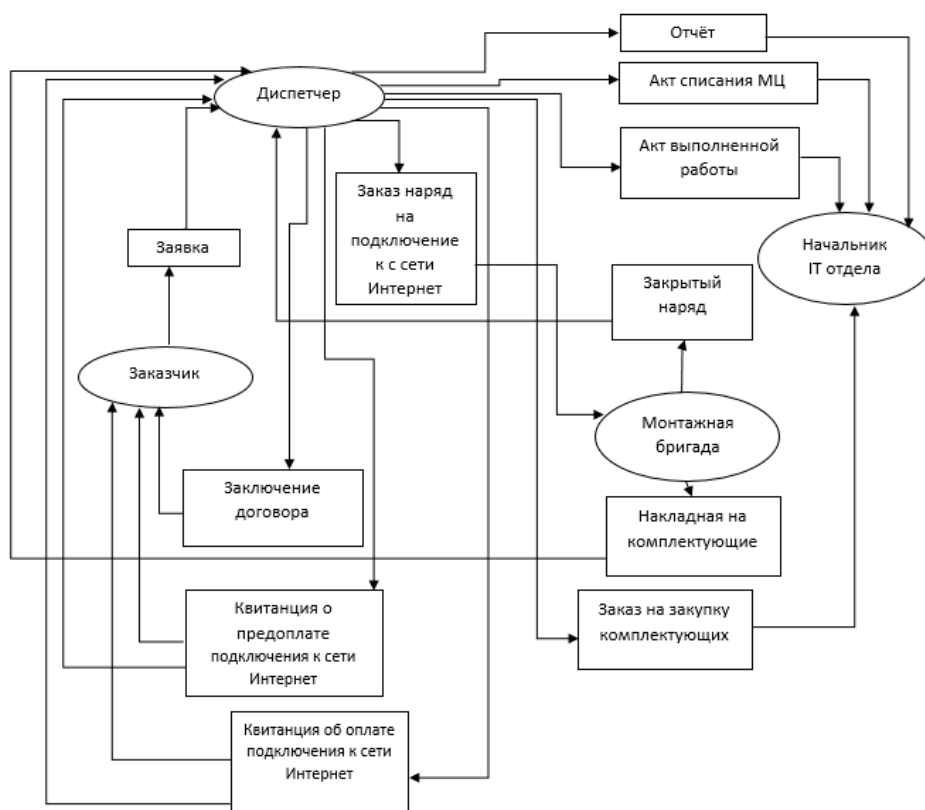 Отчёт
Диспетчер
Акт списания МЦ
Акт выполненной
работы
Заказ наряд
на
подключение
к с сети
Интернет
Заявка
Начальник
IT отдела
Закрытый
наряд
Заказчик
Монтажная
бригада
Заключение
договора
Накладная на
комплектующие
Квитанция о
предоплате
подключения к сети
Интернет
Заказ на закупку
комплектующих
Квитанция об оплате
подключения к сети
Интернет